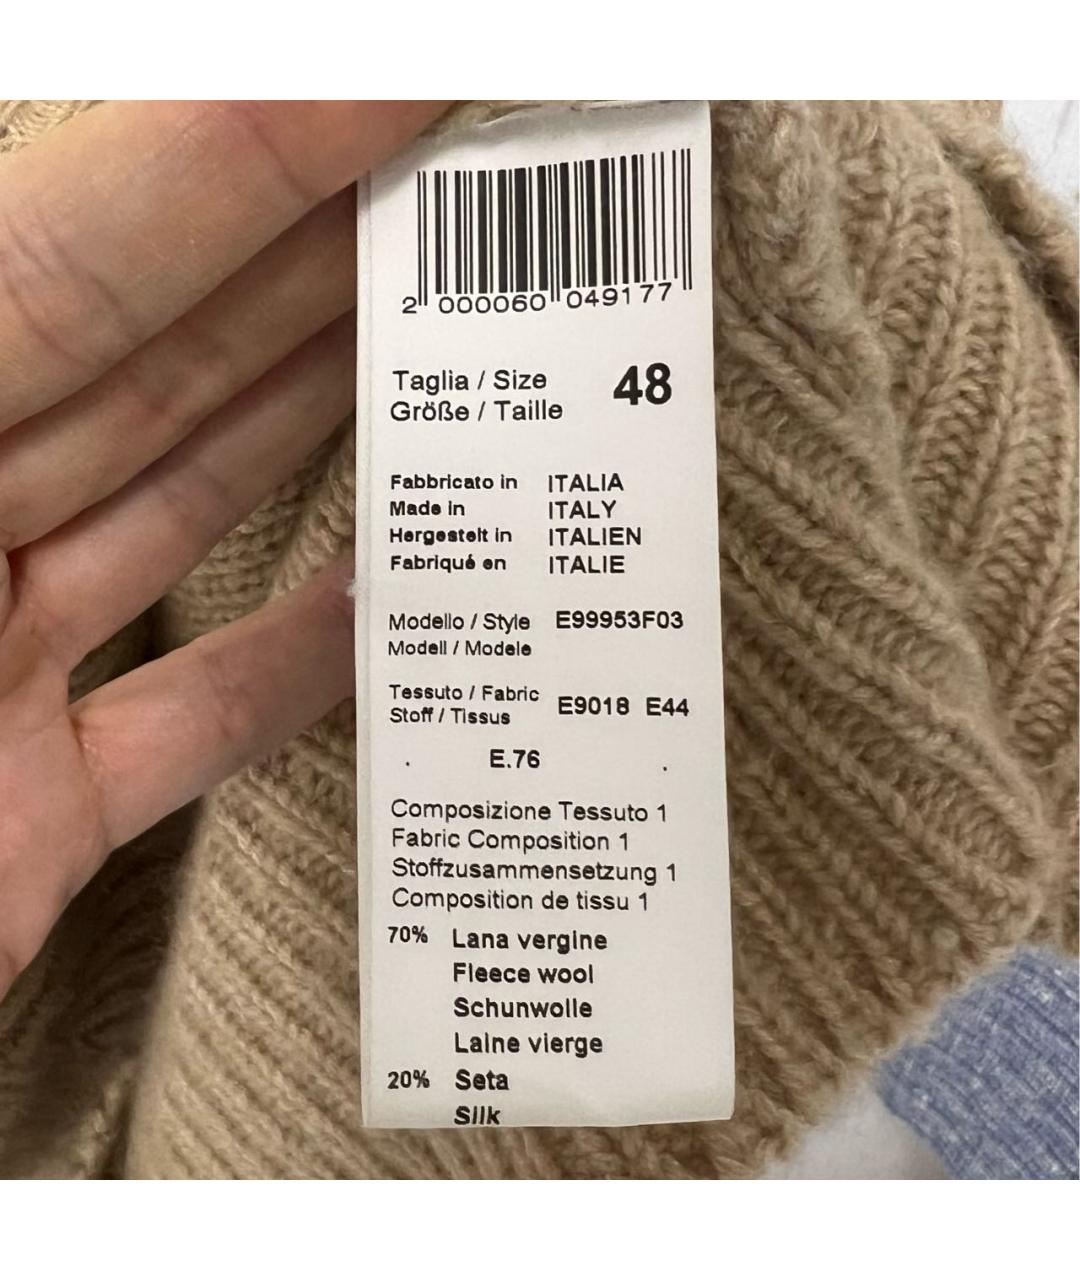 2 000060 049177
Taglia / Size 48
Größe / Taille
Fabbricato in ITALIA
Made in ITALY
Hergestelt in ITALIEN
Fabriqué en ITALIE
Modello / Style E99953F03
Modell / Modele
Tessuto / Fabric E9018 E44
Stoff / Tissus
E.76
Composizione Tessuto 1
Fabric Composition 1
Stoffzusammensetzung 1
Composition de tissu 1
70% Lana vergine
Fleece wool
Schunwolle
Laine vierge
20% Seta
Silk